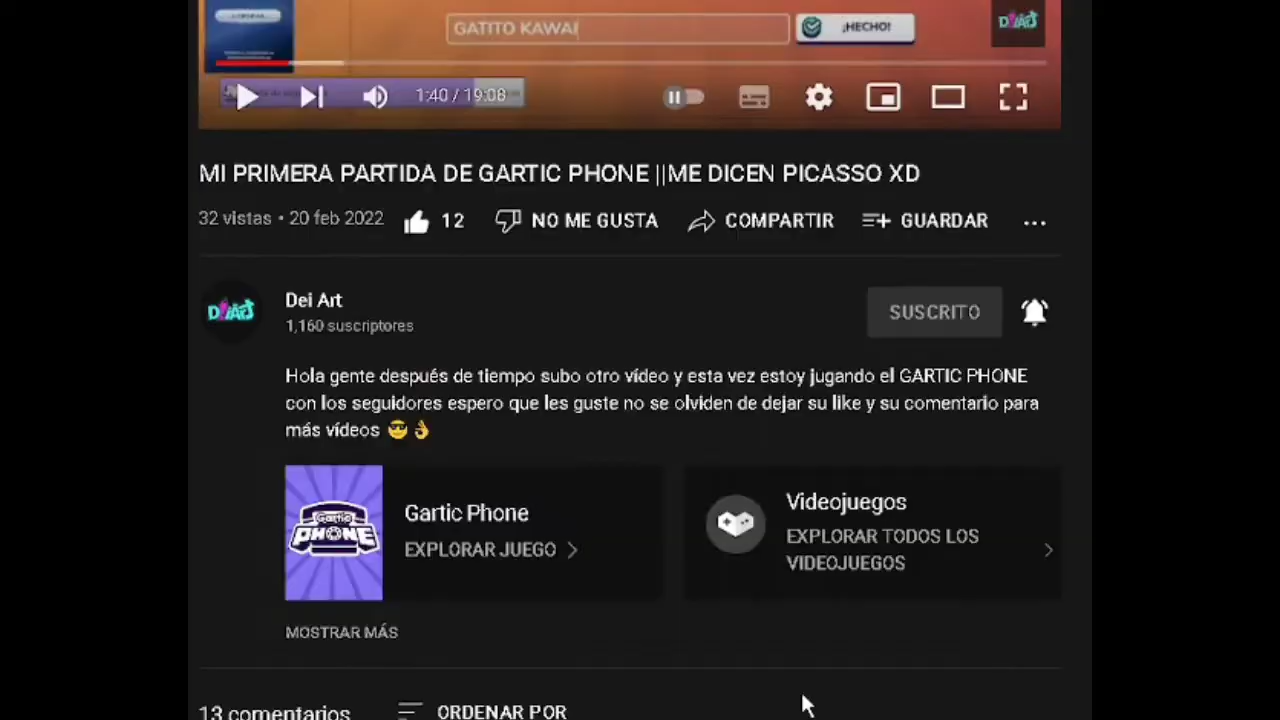 GATITO KAWAI
¡HECHO!
1:40 / 19:08
MI PRIMERA PARTIDA DE GARTIC PHONE ||ME DICEN PICASSO XD
32 vistas • 20 feb 2022
12
NO ME GUSTA
COMPARTIR
GUARDAR
Dei Art
1,160 suscriptores
SUSCRITO
Hola gente después de tiempo subo otro vídeo y esta vez estoy jugando el GARTIC PHONE
con los seguidores espero que les guste no se olviden de dejar su like y su comentario para
más vídeos 😎👌
Gartic
PHONE
Gartic Phone
EXPLORAR JUEGO
Videojuegos
EXPLORAR TODOS LOS
VIDEOJUEGOS
MOSTRAR MÁS
13 comentarios
ORDENAR POR